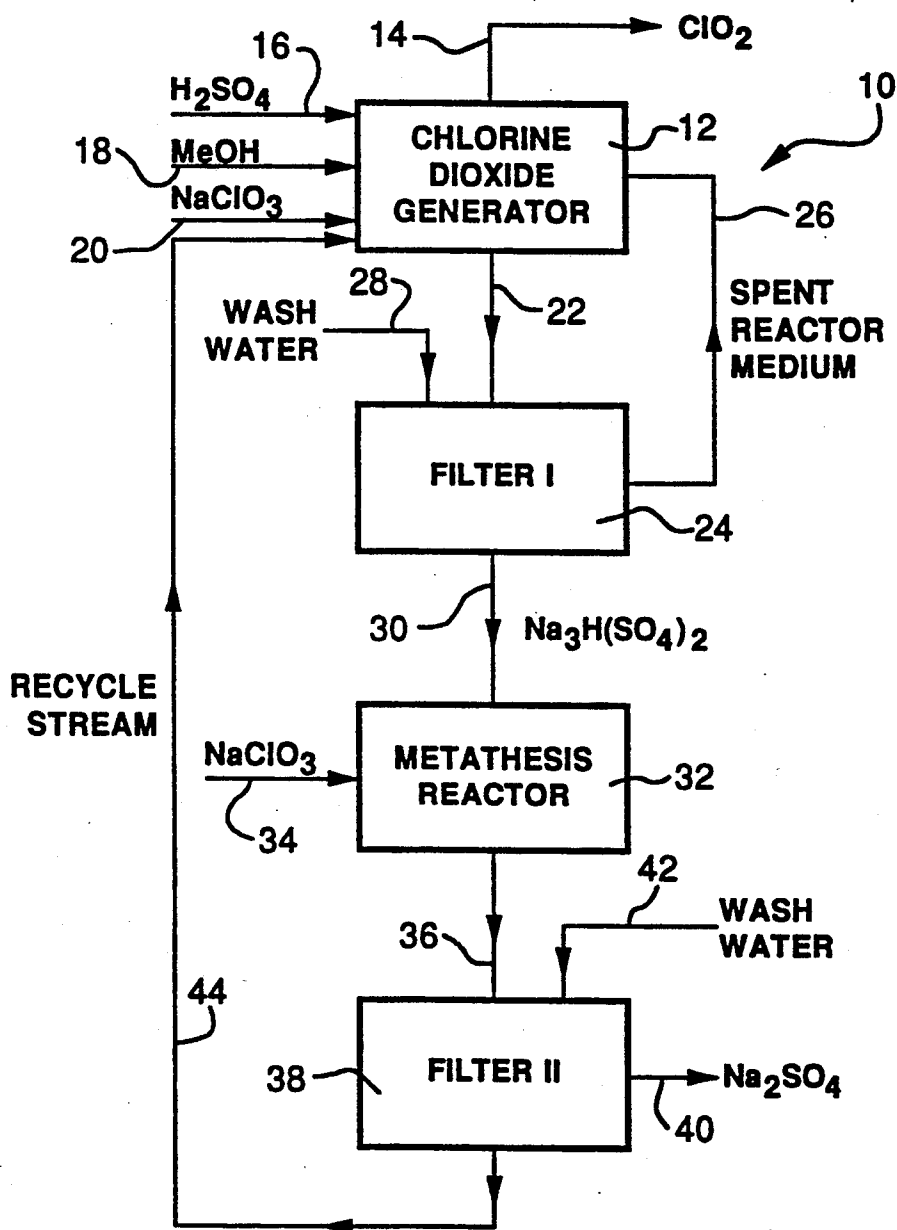 14
ClO₂
16
H₂SO₄
10
CHLORINE
DIOXIDE
GENERATOR
12
18
MeOH
NaClO₃
20
26
28
22
WASH
WATER
SPENT
REACTOR
MEDIUM
FILTER I
24
30
Na₃H(SO₄)₂
RECYCLE
STREAM
NaClO₃
METATHESIS
REACTOR
32
34
42
WASH
WATER
36
44
FILTER II
38
Na₂SO₄
40